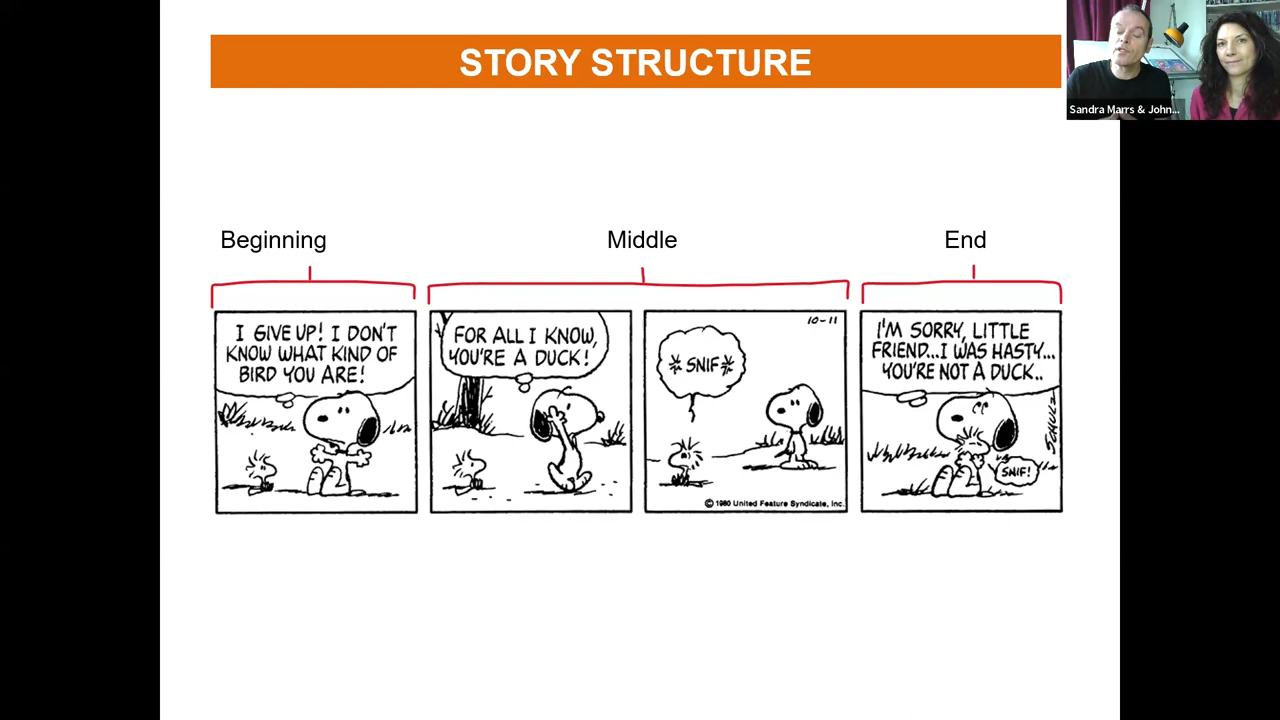 STORY STRUCTURE
Sandra Marrs & John...
Beginning
Middle
End
I GIVE UP! I DON'T
KNOW WHAT KIND OF
BIRD YOU ARE!
FOR ALL I KNOW,
YOU'RE A DUCK!
10-11
SNIF
© 1980 United Feature Syndicate, Inc.
I'M SORRY, LITTLE
FRIEND...I WAS HASTY...
YOU'RE NOT A DUCK..
SCHULZ
SNIF!